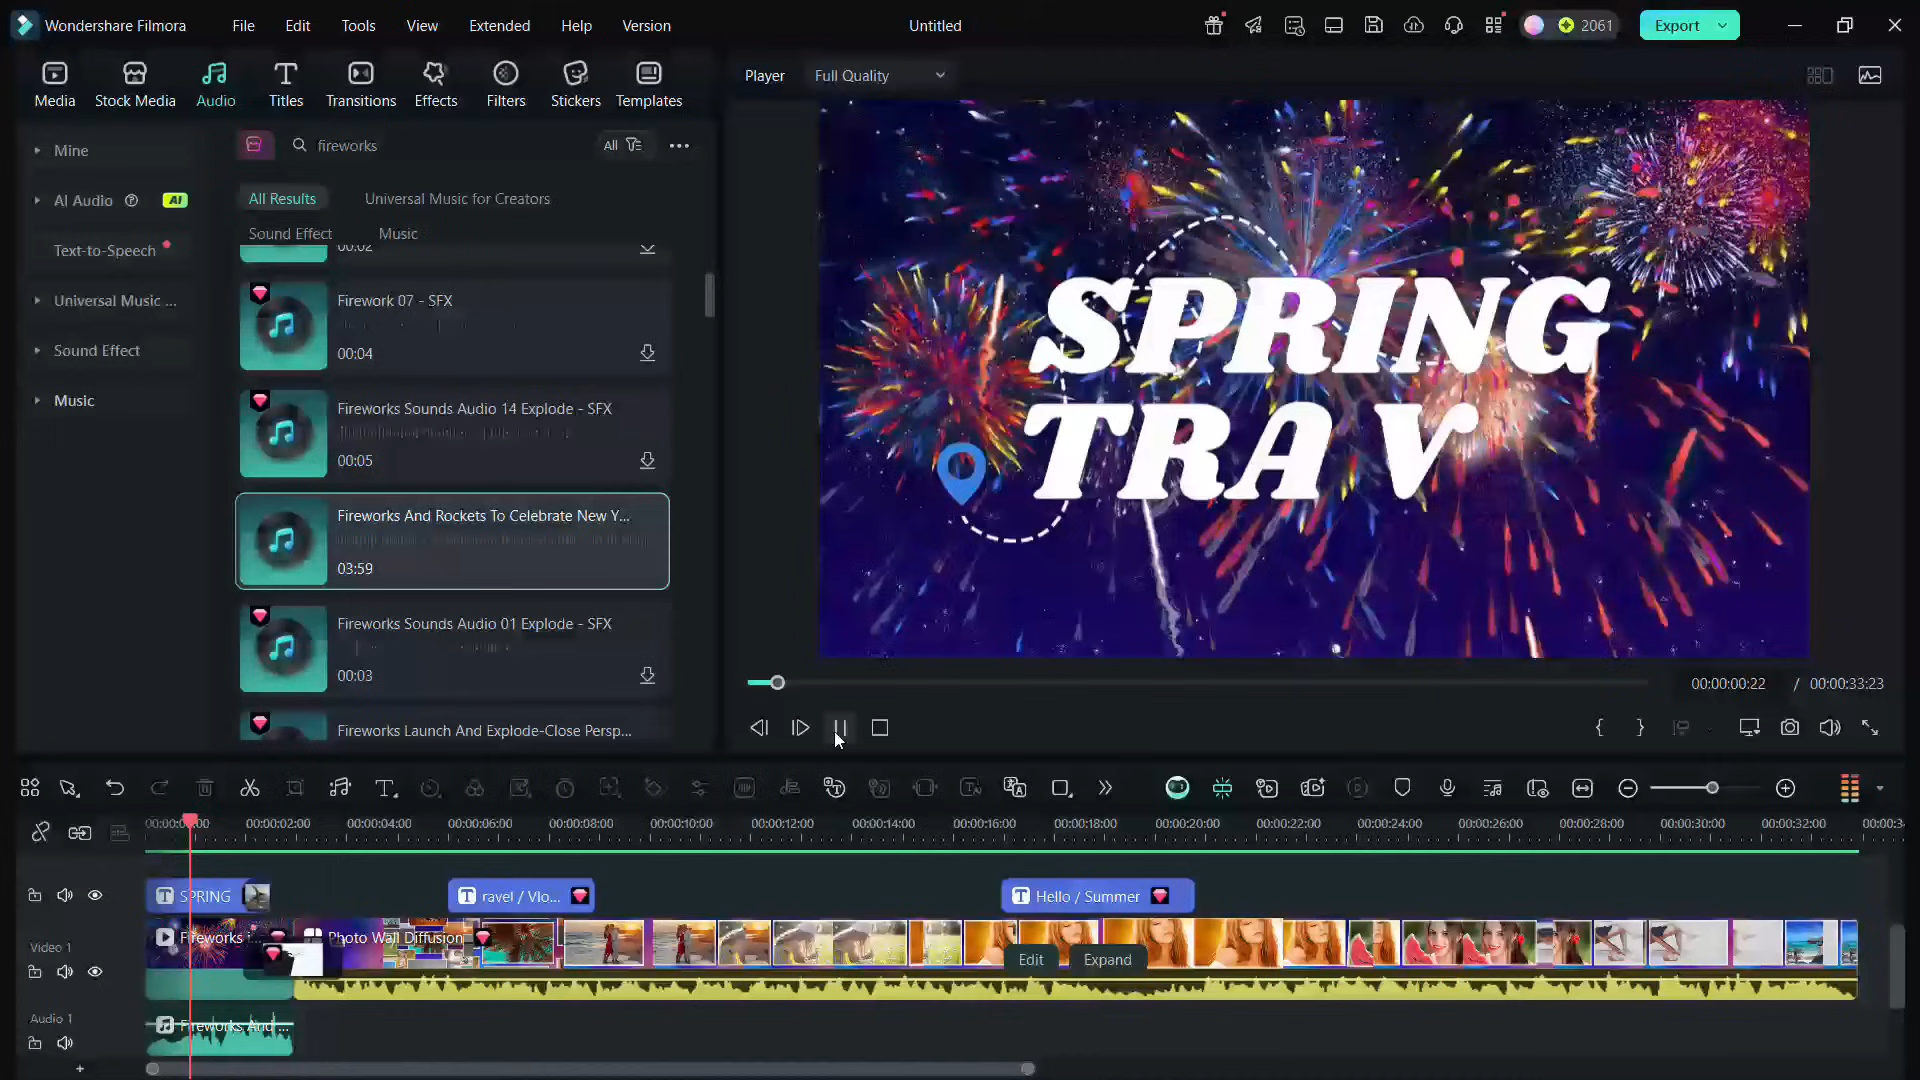 Wondershare Filmora
File
Edit
Tools
View
Extended
Help
Version
Untitled
2061
Export
Media
Stock Media
Audio
Titles
Transitions
Effects
Filters
Stickers
Templates
Player
Full Quality
Mine
AI Audio
AI
Text-to-Speech
Universal Music ...
Sound Effect
Music
fireworks
All
All Results
Universal Music for Creators
Sound Effect
Music
00:02
Firework 07 - SFX
00:04
Fireworks Sounds Audio 14 Explode - SFX
00:05
Fireworks And Rockets To Celebrate New Y...
03:59
Fireworks Sounds Audio 01 Explode - SFX
00:03
Fireworks Launch And Explode-Close Persp...
SPRING
TRA V
00:00:00:22 / 00:00:33:23
00:00:02:00
00:00:04:00
00:00:06:00
00:00:08:00
00:00:10:00
00:00:12:00
00:00:14:00
00:00:16:00
00:00:18:00
00:00:20:00
00:00:22:00
00:00:24:00
00:00:26:00
00:00:28:00
00:00:30:00
00:00:32:00
SPRING
ravel / Vlo...
Hello / Summer
Video 1
Fireworks i...
Photo Wall Diffusion
Edit
Expand
Audio 1
Fireworks And ...